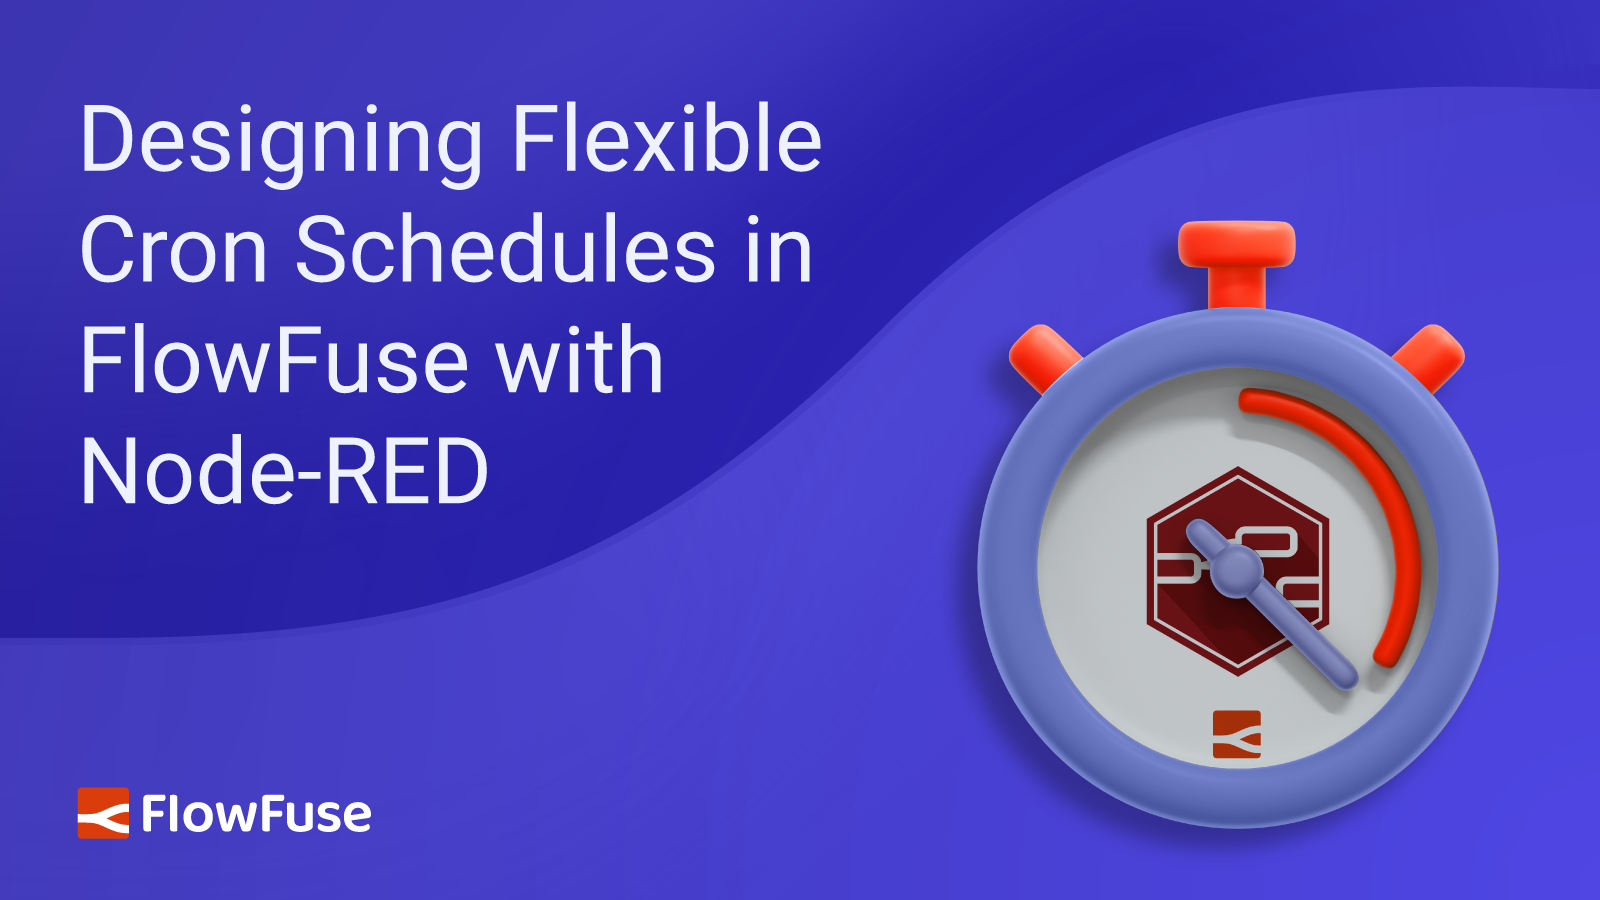 Designing Flexible
Cron Schedules in
FlowFuse with
Node-RED
FlowFuse